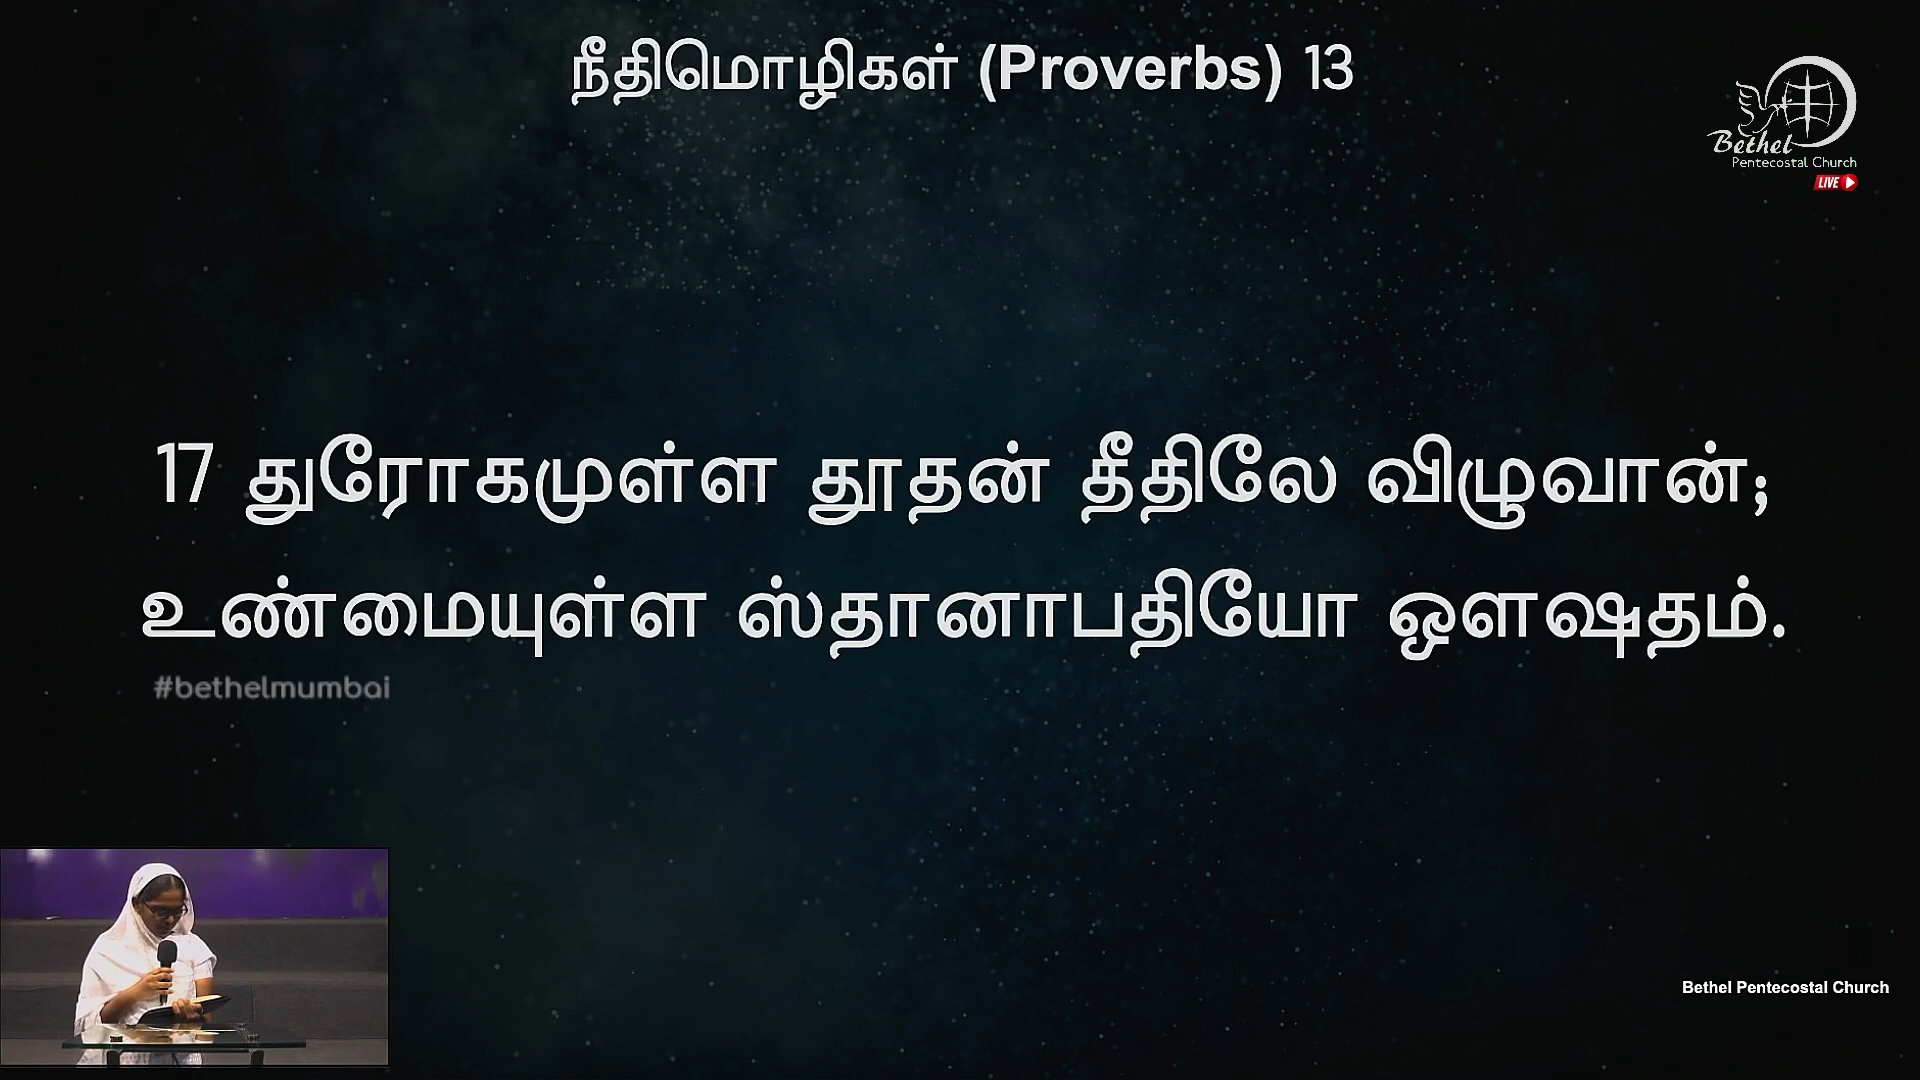 நீதிமொழிகள் (Proverbs) 13
Bethel
Pentecostal Church
LIVE
17 துரோகமுள்ள தூதன் தீதிலே விழுவான்;
உண்மையுள்ள ஸ்தானாபதியோ ஔஷதம்.
#bethelmumbai
Bethel Pentecostal Church